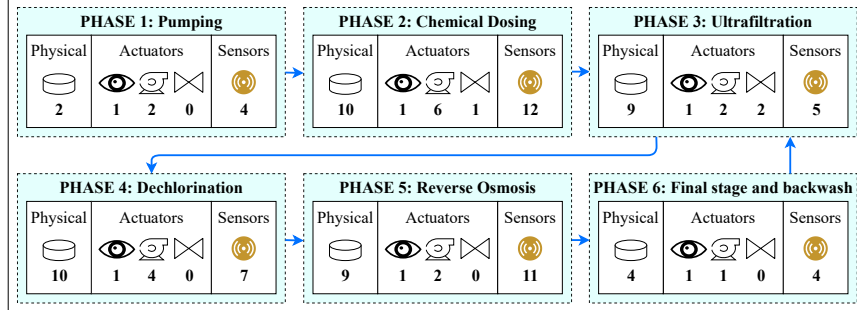 PHASE 1: Pumping
Physical Actuators Sensors
2 1 2 0 4
PHASE 2: Chemical Dosing
Physical Actuators Sensors
10 1 6 1 12
PHASE 3: Ultrafiltration
Physical Actuators Sensors
9 1 2 2 5
PHASE 4: Dechlorination
Physical Actuators Sensors
10 1 4 0 7
PHASE 5: Reverse Osmosis
Physical Actuators Sensors
9 1 2 0 11
PHASE 6: Final stage and backwash
Physical Actuators Sensors
4 1 1 0 4